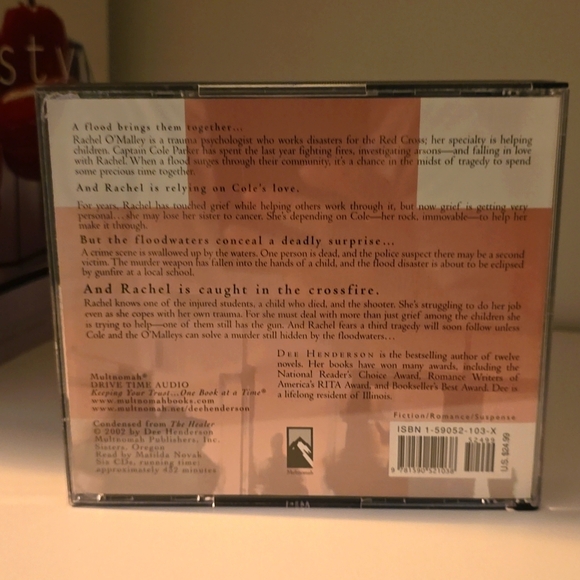 sty
A flood brings them together...
Rachel O'Malley is a trauma psychologist who works disasters for the Red Cross; her specialty is helping
children. Captain Cole Parker has spent the last year fighting fires, investigating arsons—and falling in love
with Rachel. When a flood surges through their community, it's a chance in the midst of tragedy to spend
some precious time together.
And Rachel is relying on Cole's love.
For years, Rachel has touched grief while helping others work through it, but now grief is getting very
personal...she may lose her sister to cancer. She's depending on Cole—her rock, immovable—to help her
make it through.
But the floodwaters conceal a deadly surprise...
A crime scene is swallowed up by the waters. One person is dead, and the police suspect there may be a second
victim. The murder weapon has fallen into the hands of a child, and the flood disaster is about to be eclipsed
by gunfire at a local school.
And Rachel is caught in the crossfire.
Rachel knows one of the injured students, a child who died, and the shooter. She's struggling to do her job
even as she copes with her own trauma. For she must deal with more than just grief among the children she
is trying to help—one of them still has the gun. And Rachel fears a third tragedy will soon follow unless
Cole and the O'Malleys can solve a murder still hidden by the floodwaters...
DEE HENDERSON is the bestselling author of twelve
novels. Her books have won many awards, including the
National Reader's Choice Award, Romance Writers of
America's RITA Award, and Bookseller's Best Award. Dee is
a lifelong resident of Illinois.
Multnomah®
DRIVE TIME AUDIO
Keeping Your Trust...One Book at a Time®
www.multnomahbooks.com
www.multnomah.net/deehenderson
Condensed from The Healer
© 2002 by Dee Henderson
Multnomah Publishers, Inc.
Sisters, Oregon
Read by Matilda Novak
Six CDs, running time:
approximately 432 minutes
Multnomah
Fiction/Romance/Suspense
ISBN 1-59052-103-X
52499
9 781590 521038
U.S. $24.99